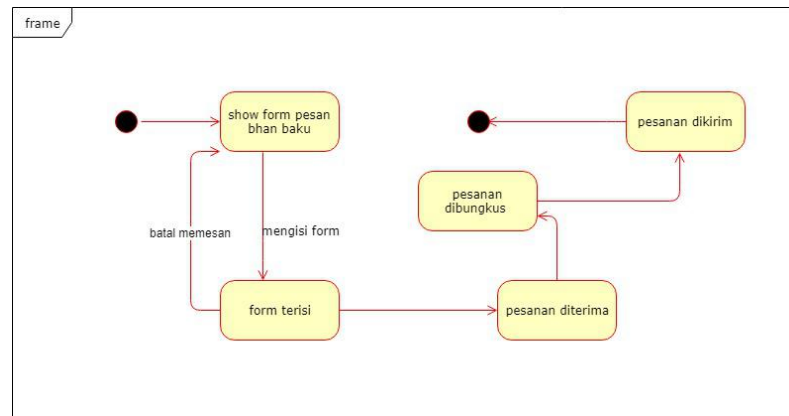 frame
show form pesan
bhan baku
pesanan dikirim
pesanan
dibungkus
batal memesan
mengisi form
form terisi
pesanan diterima